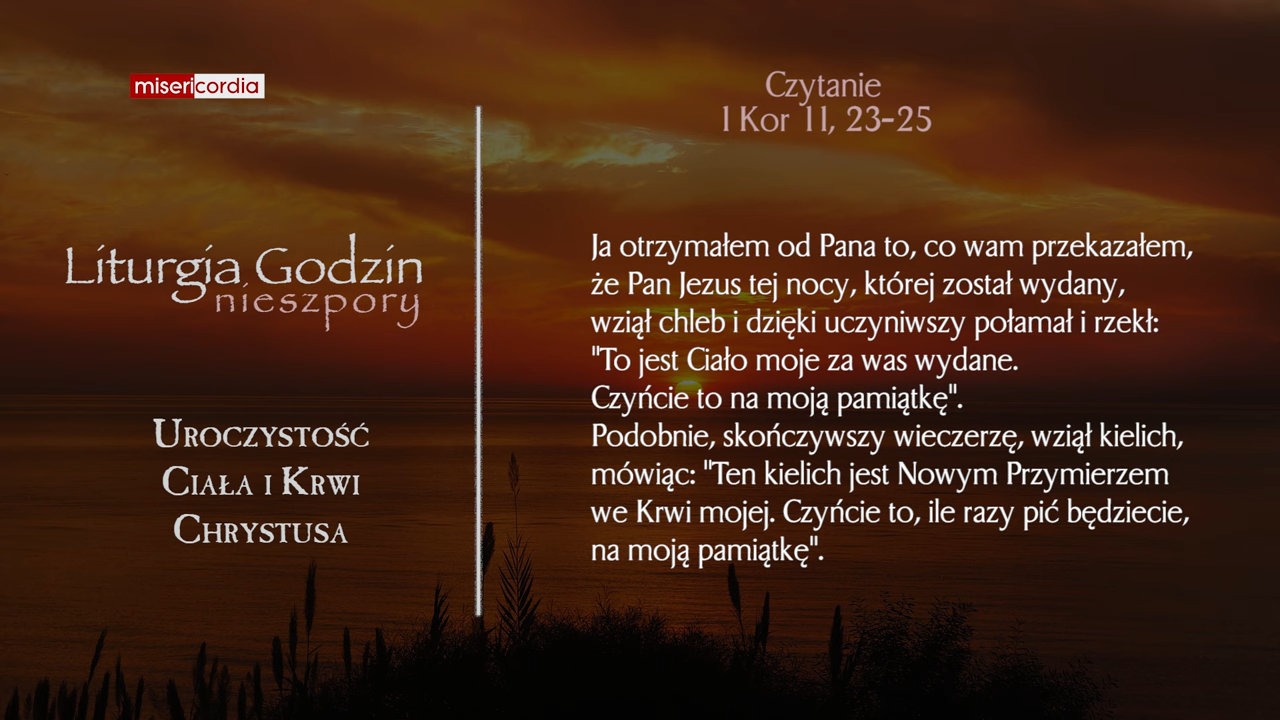 misericordia
Liturgia Godzin
nieszpory
Uroczystość
Ciała i Krwi
Chrystusa
Czytanie
1 Kor 11, 23-25
Ja otrzymałem od Pana to, co wam przekazałem,
że Pan Jezus tej nocy, której został wydany,
wziął chleb i dzięki uczyniwszy połamał i rzekł:
"To jest Ciało moje za was wydane.
Czyńcie to na moją pamiątkę".
Podobnie, skończywszy wieczerzę, wziął kielich,
mówiąc: "Ten kielich jest Nowym Przymierzem
we Krwi mojej. Czyńcie to, ile razy pić będziecie,
na moją pamiątkę".